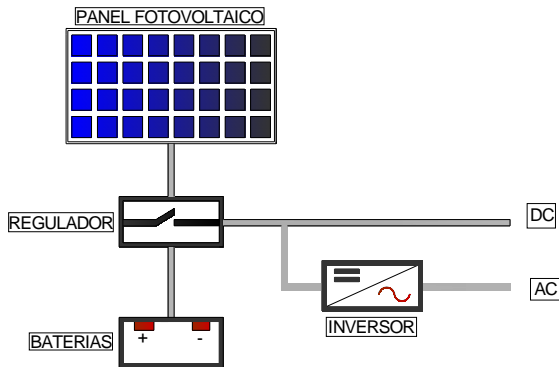 PANEL FOTOVOLTAICO
REGULADOR
DC
AC
INVERSOR
BATERIAS
+ -